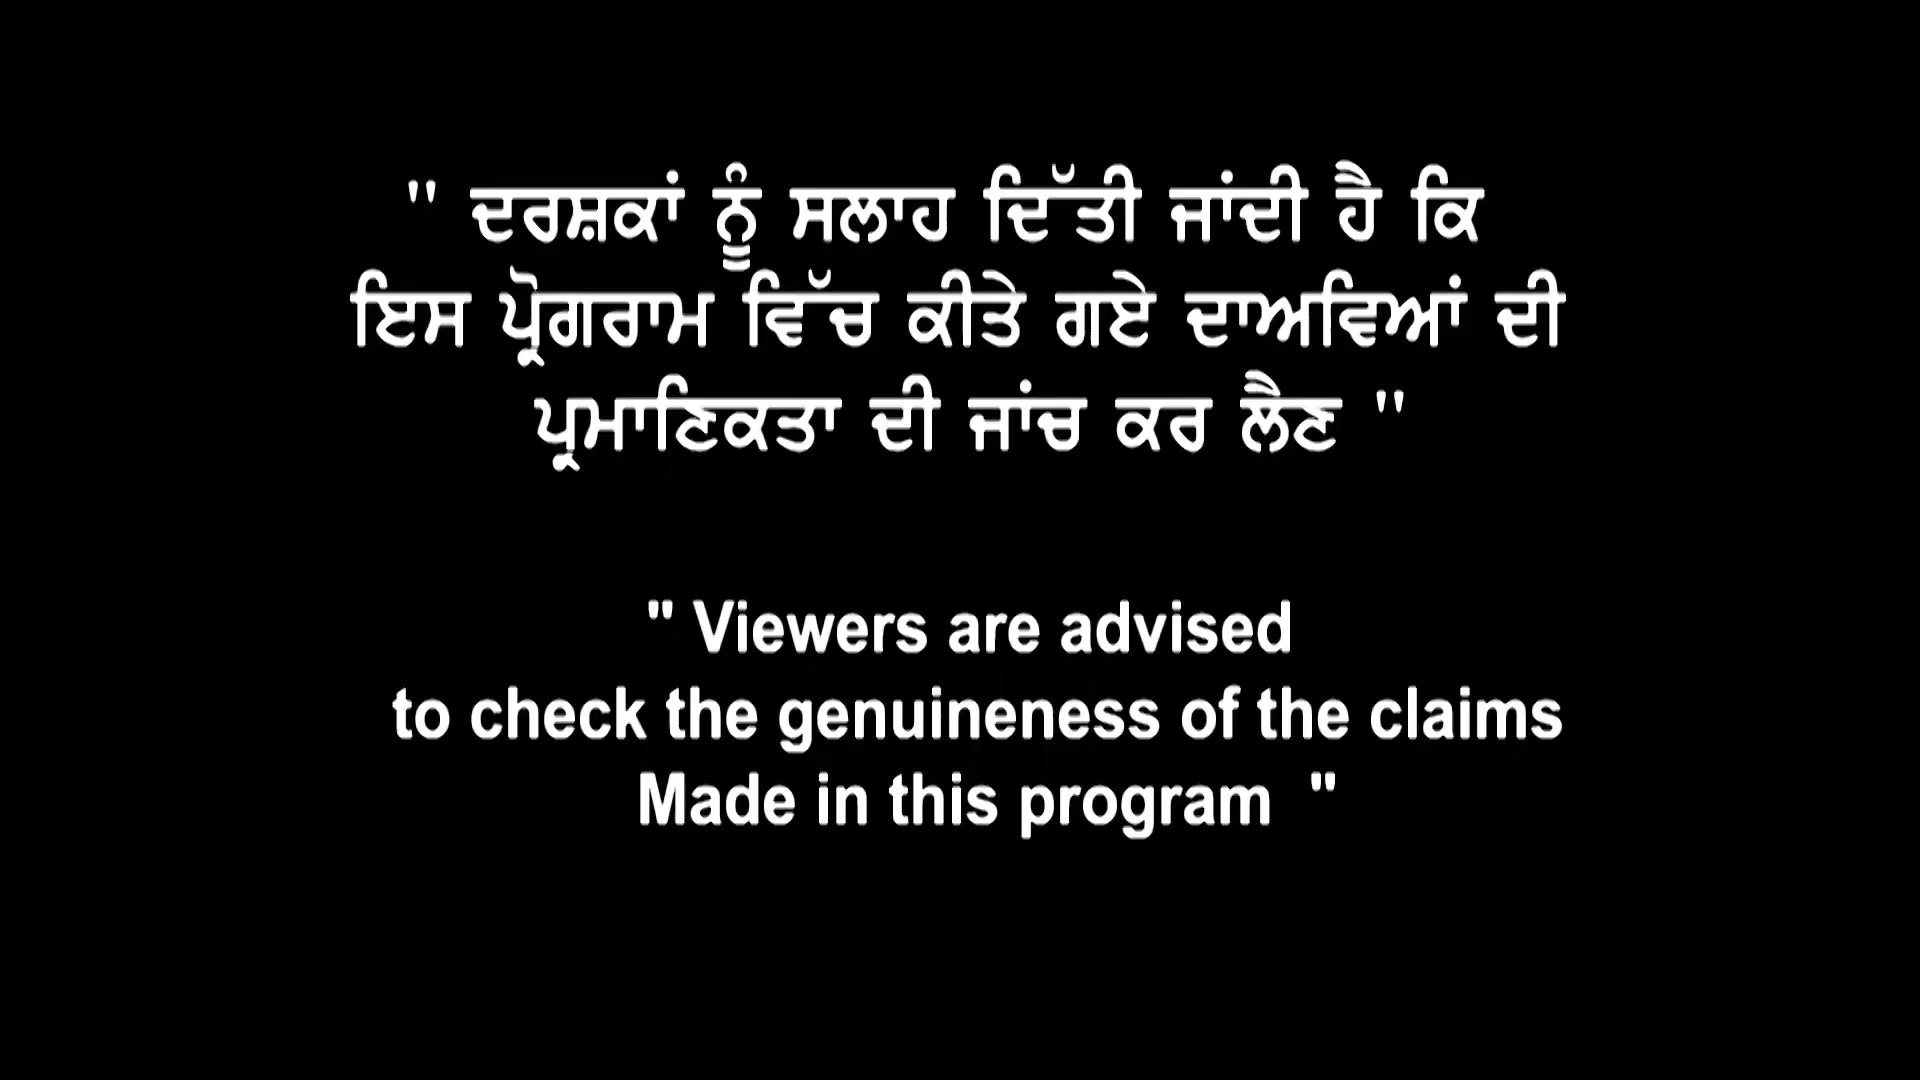 " ਦਰਸ਼ਕਾਂ ਨੂੰ ਸਲਾਹ ਦਿੱਤੀ ਜਾਂਦੀ ਹੈ ਕਿ
ਇਸ ਪ੍ਰੋਗਰਾਮ ਵਿੱਚ ਕੀਤੇ ਗਏ ਦਾਅਵਿਆਂ ਦੀ
ਪ੍ਰਮਾਣਿਕਤਾ ਦੀ ਜਾਂਚ ਕਰ ਲੈਣ "
" Viewers are advised
to check the genuineness of the claims
Made in this program "